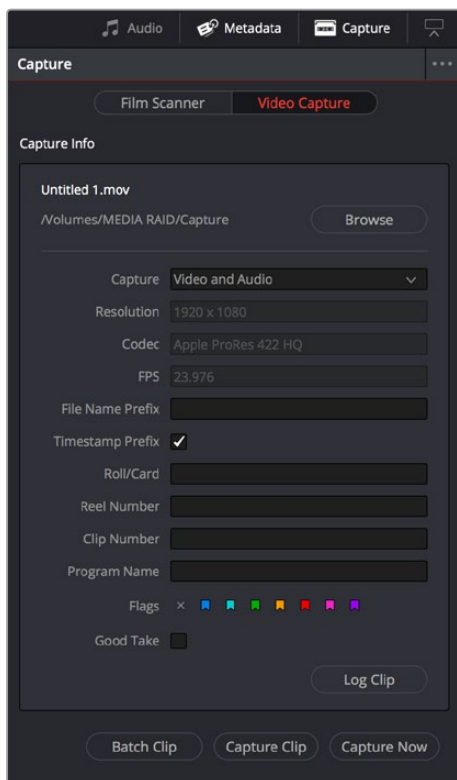 Audio Metadata Capture
Capture
Film Scanner Video Capture
Capture Info
Untitled 1.mov
/Volumes/MEDIA RAID/Capture Browse
Capture Video and Audio
Resolution 1920 x 1080
Codec Apple ProRes 422 HQ
FPS 23.976
File Name Prefix
Timestamp Prefix
Roll/Card
Reel Number
Clip Number
Program Name
Flags
Good Take
Log Clip
Batch Clip Capture Clip Capture Now